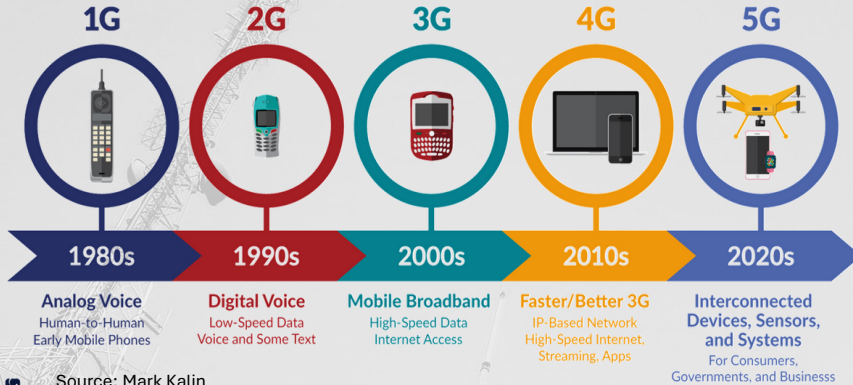 1G
2G
3G
4G
5G
1980s
1990s
2000s
2010s
2020s
Analog Voice
Human-to-Human
Early Mobile Phones
Digital Voice
Low-Speed Data
Voice and Some Text
Mobile Broadband
High-Speed Data
Internet Access
Faster/Better 3G
IP-Based Network
High-Speed Internet,
Streaming, Apps
Interconnected
Devices, Sensors,
and Systems
For Consumers,
Governments, and Businesss
Source: Mark Kalin